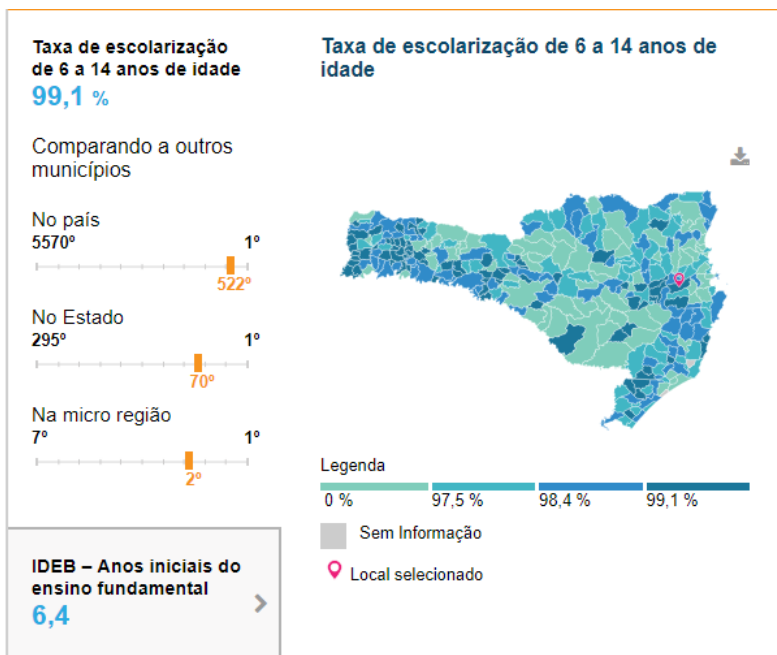 Taxa de escolarização
de 6 a 14 anos de idade
99,1 %
Comparando a outros
municípios
No país
5570º 1º
522º
No Estado
295º 1º
70º
Na micro região
7º 1º
2º
IDEB – Anos iniciais do
ensino fundamental
6,4
Taxa de escolarização de 6 a 14 anos de
idade
Legenda
0 % 97,5 % 98,4 % 99,1 %
Sem Informação
Local selecionado